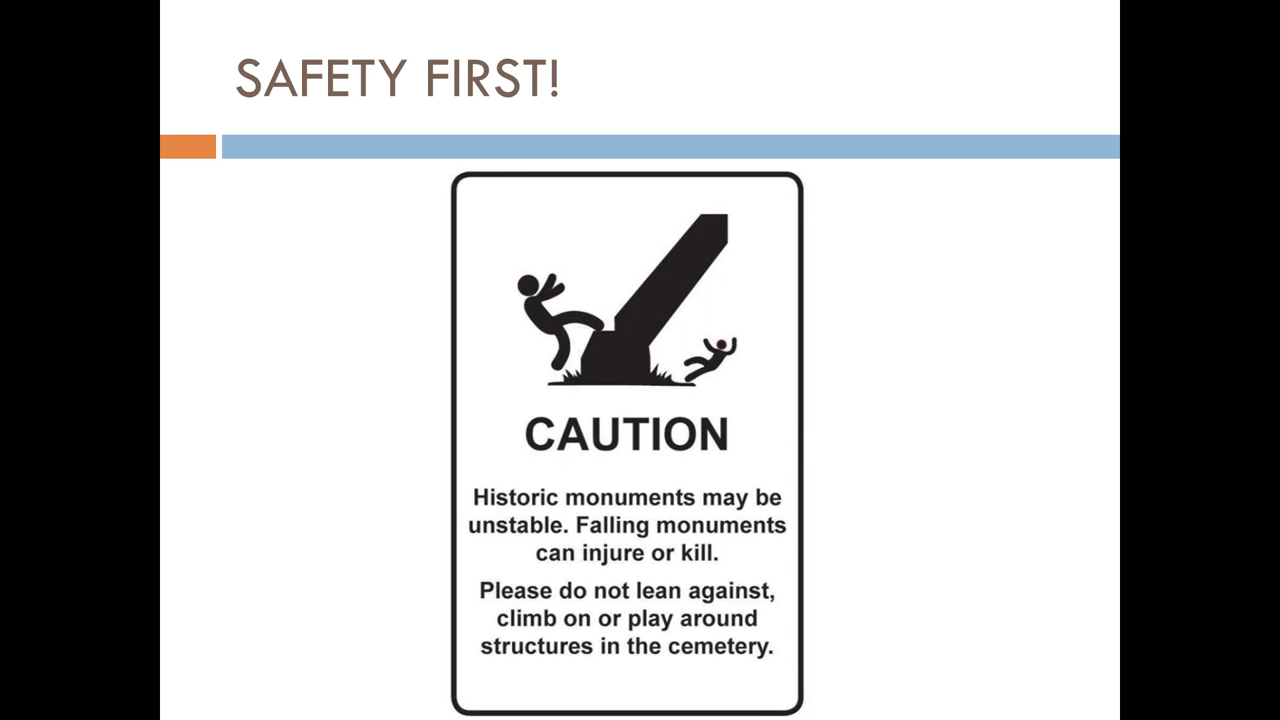 SAFETY FIRST!
CAUTION
Historic monuments may be
unstable. Falling monuments
can injure or kill.
Please do not lean against,
climb on or play around
structures in the cemetery.